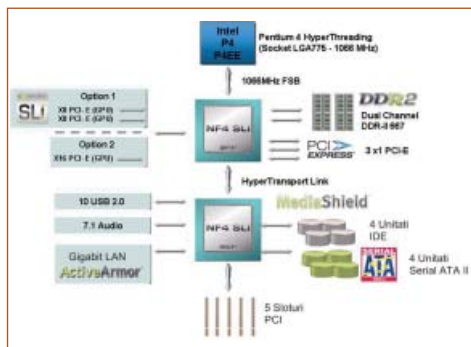 Intel
P4
P4EE
Pentium 4 HyperThreading
(Socket LGA775 - 1066 MHz)
1066MHz FSB
SLi
Option 1
X8 PCI-E (GPU)
X8 PCI-E (GPU)
Option 2
X16 PCI-E (GPU)
NF4 SLI
DDR2
Dual Channel
DDR-II 667
PCI
EXPRESS
3 x1 PCI-E
HyperTransport Link
10 USB 2.0
7.1 Audio
Gigabit LAN
ActiveArmor
NF4 SLI
MediaShield
4 Unitati
IDE
SERIAL
ATA
4 Unitati
Serial ATA II
5 Sloturi
PCI